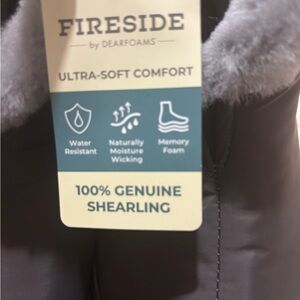 FIRESIDE
by DEARFOAMS
ULTRA-SOFT COMFORT
Water
Resistant
Naturally
Moisture
Wicking
Memory
Foam
100% GENUINE
SHEARLING